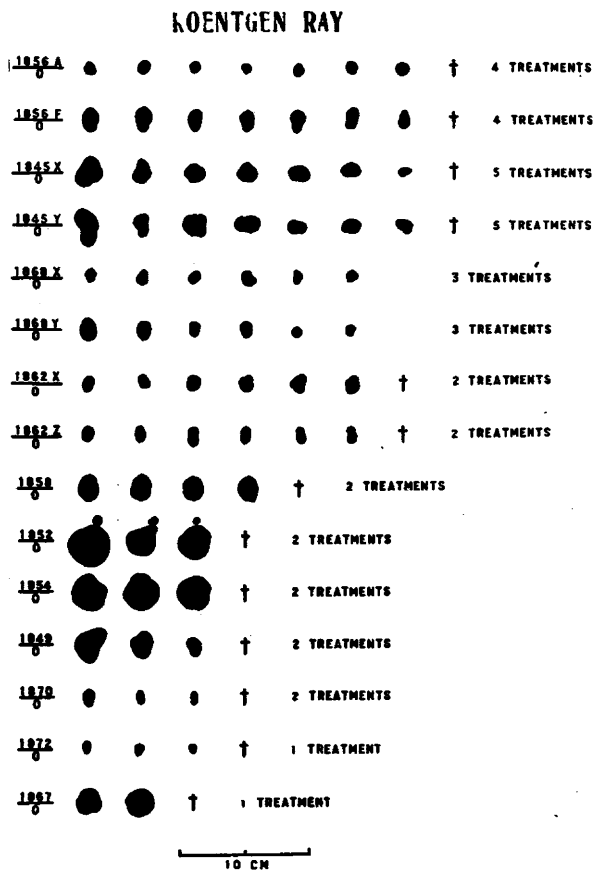 ROENTGEN RAY
1856 A † 4 TREATMENTS
0
1856 F † 4 TREATMENTS
0
1845 X † 5 TREATMENTS
0
1845 Y † 5 TREATMENTS
0
1868 X 3 TREATMENTS
0
1868 Y 3 TREATMENTS
0
1862 X † 2 TREATMENTS
0
1862 Z † 2 TREATMENTS
0
1858 † 2 TREATMENTS
0
1852 † 2 TREATMENTS
0
1854 † 2 TREATMENTS
0
1849 † 2 TREATMENTS
0
1870 † 2 TREATMENTS
0
1872 † 1 TREATMENT
0
1867 † 1 TREATMENT
0
10 CM